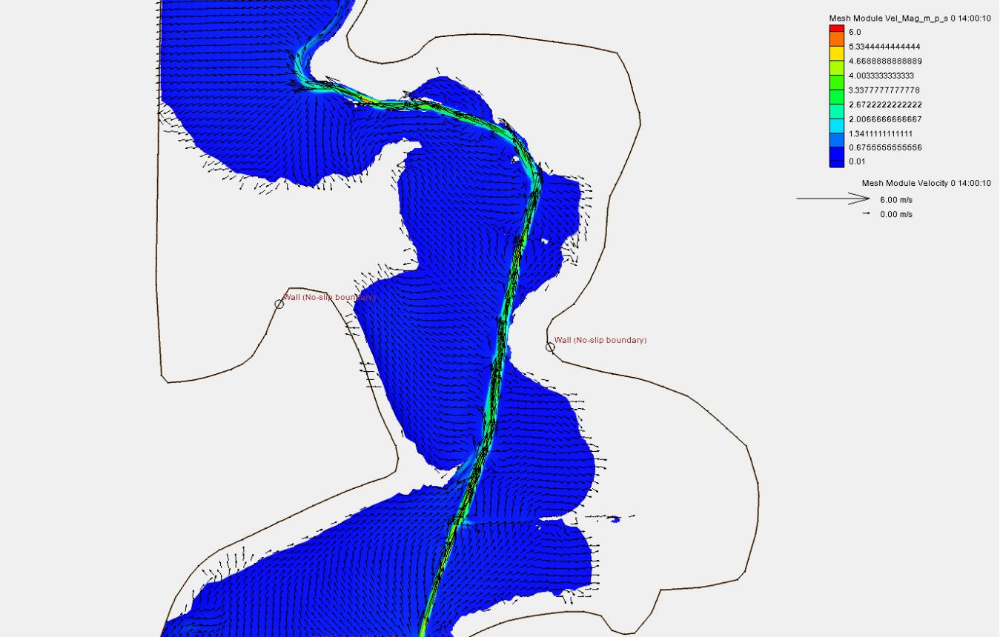 Mesh Module Vel_Mag_m_p_s 0 14:00:10
6.0
5.3344444444444
4.6688888888889
4.0033333333333
3.3377777777778
2.6722222222222
2.0066666666667
1.3411111111111
0.6755555555556
0.01
Mesh Module Velocity 0 14:00:10
6.00 m/s
0.00 m/s
Wall (No-slip boundary)
Wall (No-slip boundary)